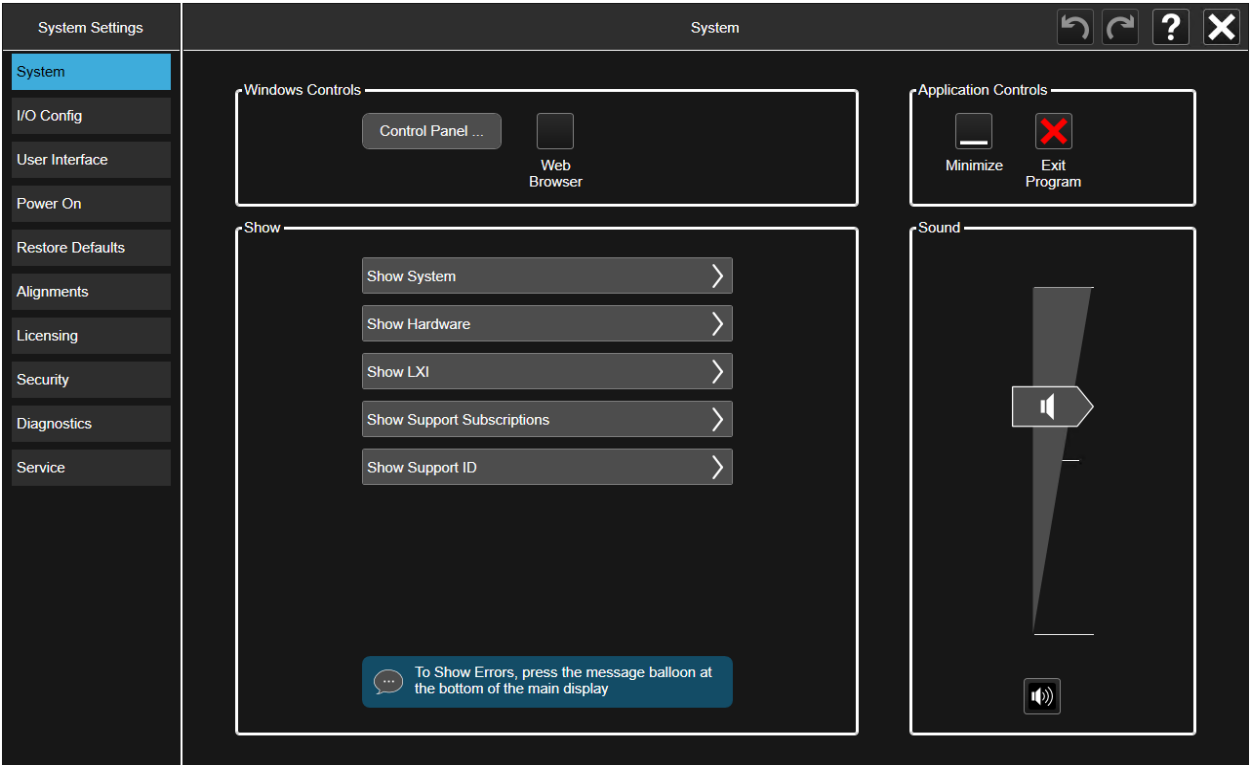 System Settings
System
?
System
I/O Config
User Interface
Power On
Restore Defaults
Alignments
Licensing
Security
Diagnostics
Service
Windows Controls
Control Panel ...
Web
Browser
Application Controls
Minimize
Exit
Program
Show
Show System
Show Hardware
Show LXI
Show Support Subscriptions
Show Support ID
To Show Errors, press the message balloon at
the bottom of the main display
Sound